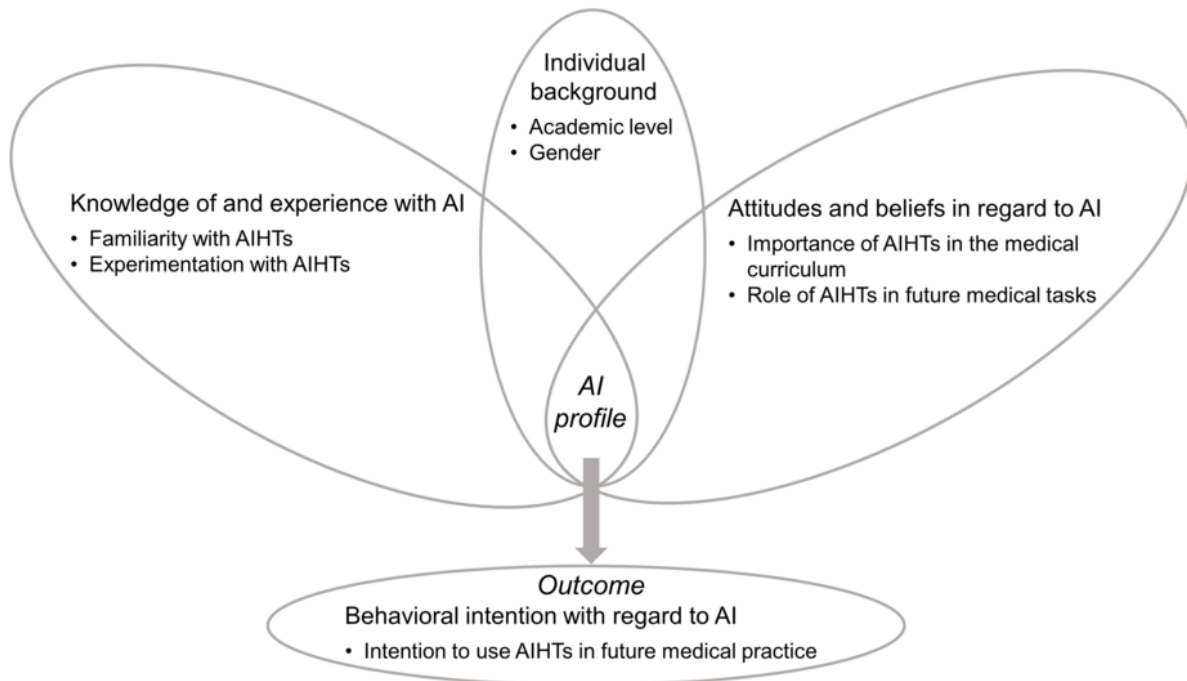 Individual
background
• Academic level
• Gender
Knowledge of and experience with AI
• Familiarity with AIHTs
• Experimentation with AIHTs
Attitudes and beliefs in regard to AI
• Importance of AIHTs in the medical
curriculum
• Role of AIHTs in future medical tasks
AI
profile
Outcome
Behavioral intention with regard to AI
• Intention to use AIHTs in future medical practice